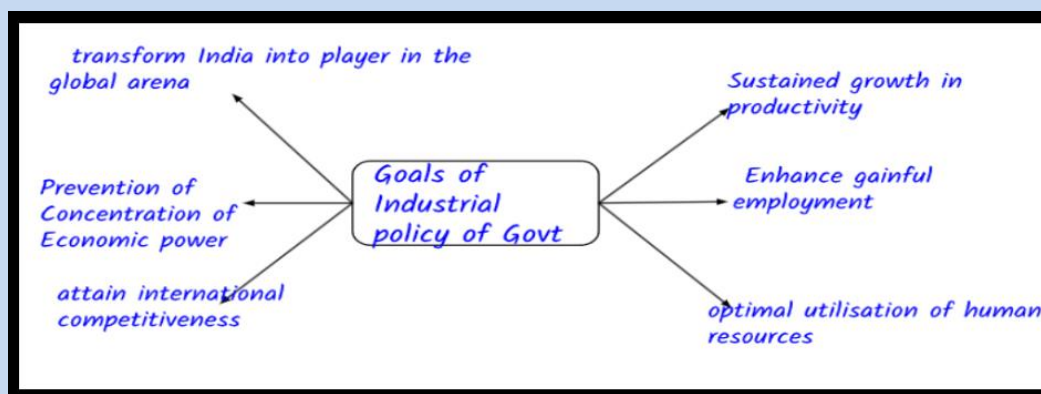 transform India into player in the
global arena
Prevention of
Concentration of
Economic power
attain international
competitiveness
Goals of
Industrial
policy of Govt
Sustained growth in
productivity
Enhance gainful
employment
optimal utilisation of human
resources